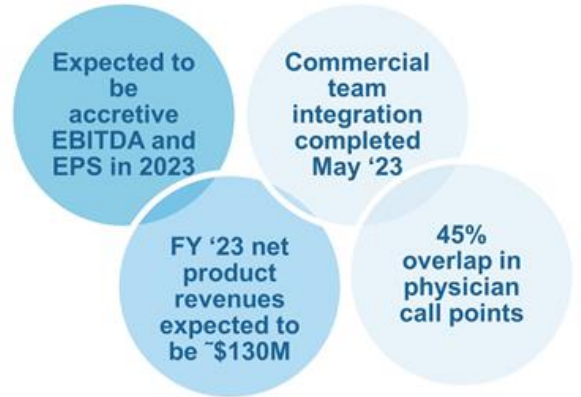 Expected to
be
accretive
EBITDA and
EPS in 2023
Commercial
team
integration
completed
May ‘23
FY ‘23 net
product
revenues
expected to
be ~$130M
45%
overlap in
physician
call points